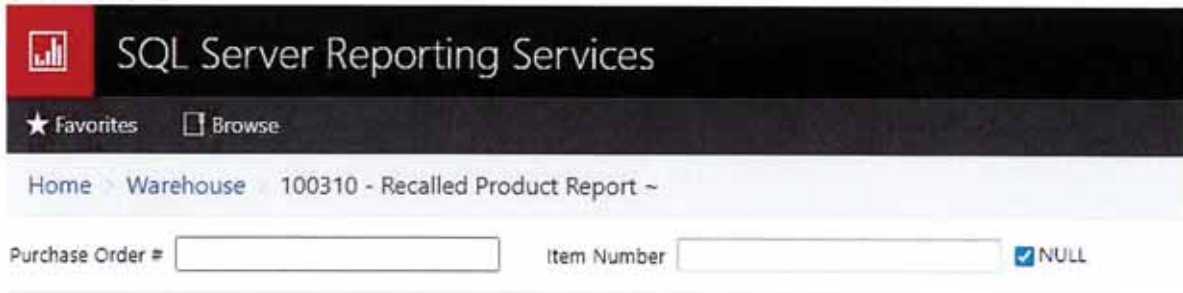 SQL Server Reporting Services
Favorites Browse
Home Warehouse 100310 - Recalled Product Report ~
Purchase Order # Item Number NULL